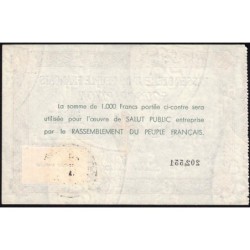 La somme de 1.000 Francs portée ci-contre sera
utilisée pour l'œuvre de SALUT PUBLIC entreprise
par le RASSEMBLEMENT DU PEUPLE FRANÇAIS.